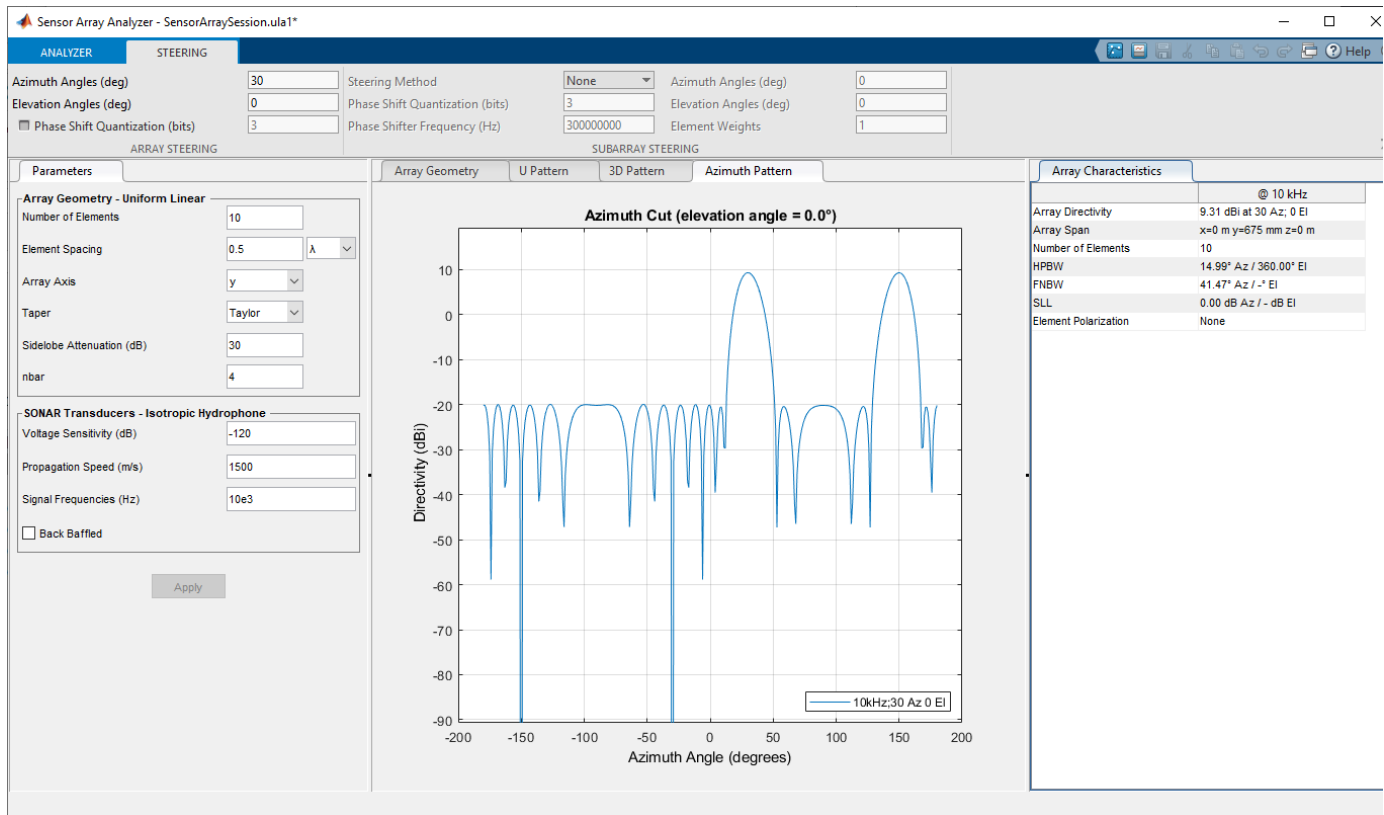 Sensor Array Analyzer - SensorArraySession.ula1*
ANALYZER STEERING
Help
Azimuth Angles (deg) 30 Steering Method None Azimuth Angles (deg) 0
Elevation Angles (deg) 0 Phase Shift Quantization (bits) 3 Elevation Angles (deg) 0
Phase Shift Quantization (bits) 3 Phase Shifter Frequency (Hz) 300000000 Element Weights 1
ARRAY STEERING SUBARRAY STEERING
Parameters
Array Geometry - Uniform Linear
Number of Elements 10
Element Spacing 0.5 λ
Array Axis y
Taper Taylor
Sidelobe Attenuation (dB) 30
nbar 4
SONAR Transducers - Isotropic Hydrophone
Voltage Sensitivity (dB) -120
Propagation Speed (m/s) 1500
Signal Frequencies (Hz) 10e3
Back Baffled
Apply
Array Geometry U Pattern 3D Pattern Azimuth Pattern
Azimuth Cut (elevation angle = 0.0°)
10
0
-10
-20
-30
-40
-50
-60
-70
-80
-90
Directivity (dBi)
-200 -150 -100 -50 0 50 100 150 200
Azimuth Angle (degrees)
10kHz;30 Az 0 El
Array Characteristics
@ 10 kHz
Array Directivity 9.31 dBi at 30 Az; 0 El
Array Span x=0 m y=675 mm z=0 m
Number of Elements 10
HPBW 14.99° Az / 360.00° El
FNBW 41.47° Az / -° El
SLL 0.00 dB Az / - dB El
Element Polarization None